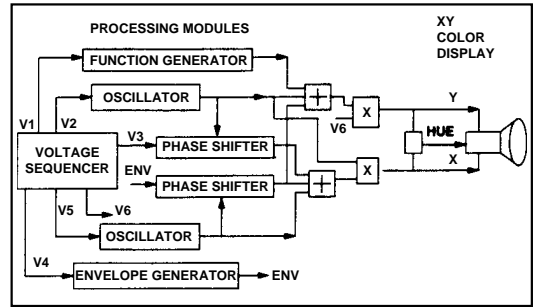 PROCESSING MODULES
XY
COLOR
DISPLAY
FUNCTION GENERATOR
V1
V2
OSCILLATOR
+
V6
X
Y
V3
PHASE SHIFTER
HUE
VOLTAGE
SEQUENCER
ENV
PHASE SHIFTER
+
X
X
V5
V6
OSCILLATOR
V4
ENVELOPE GENERATOR
ENV